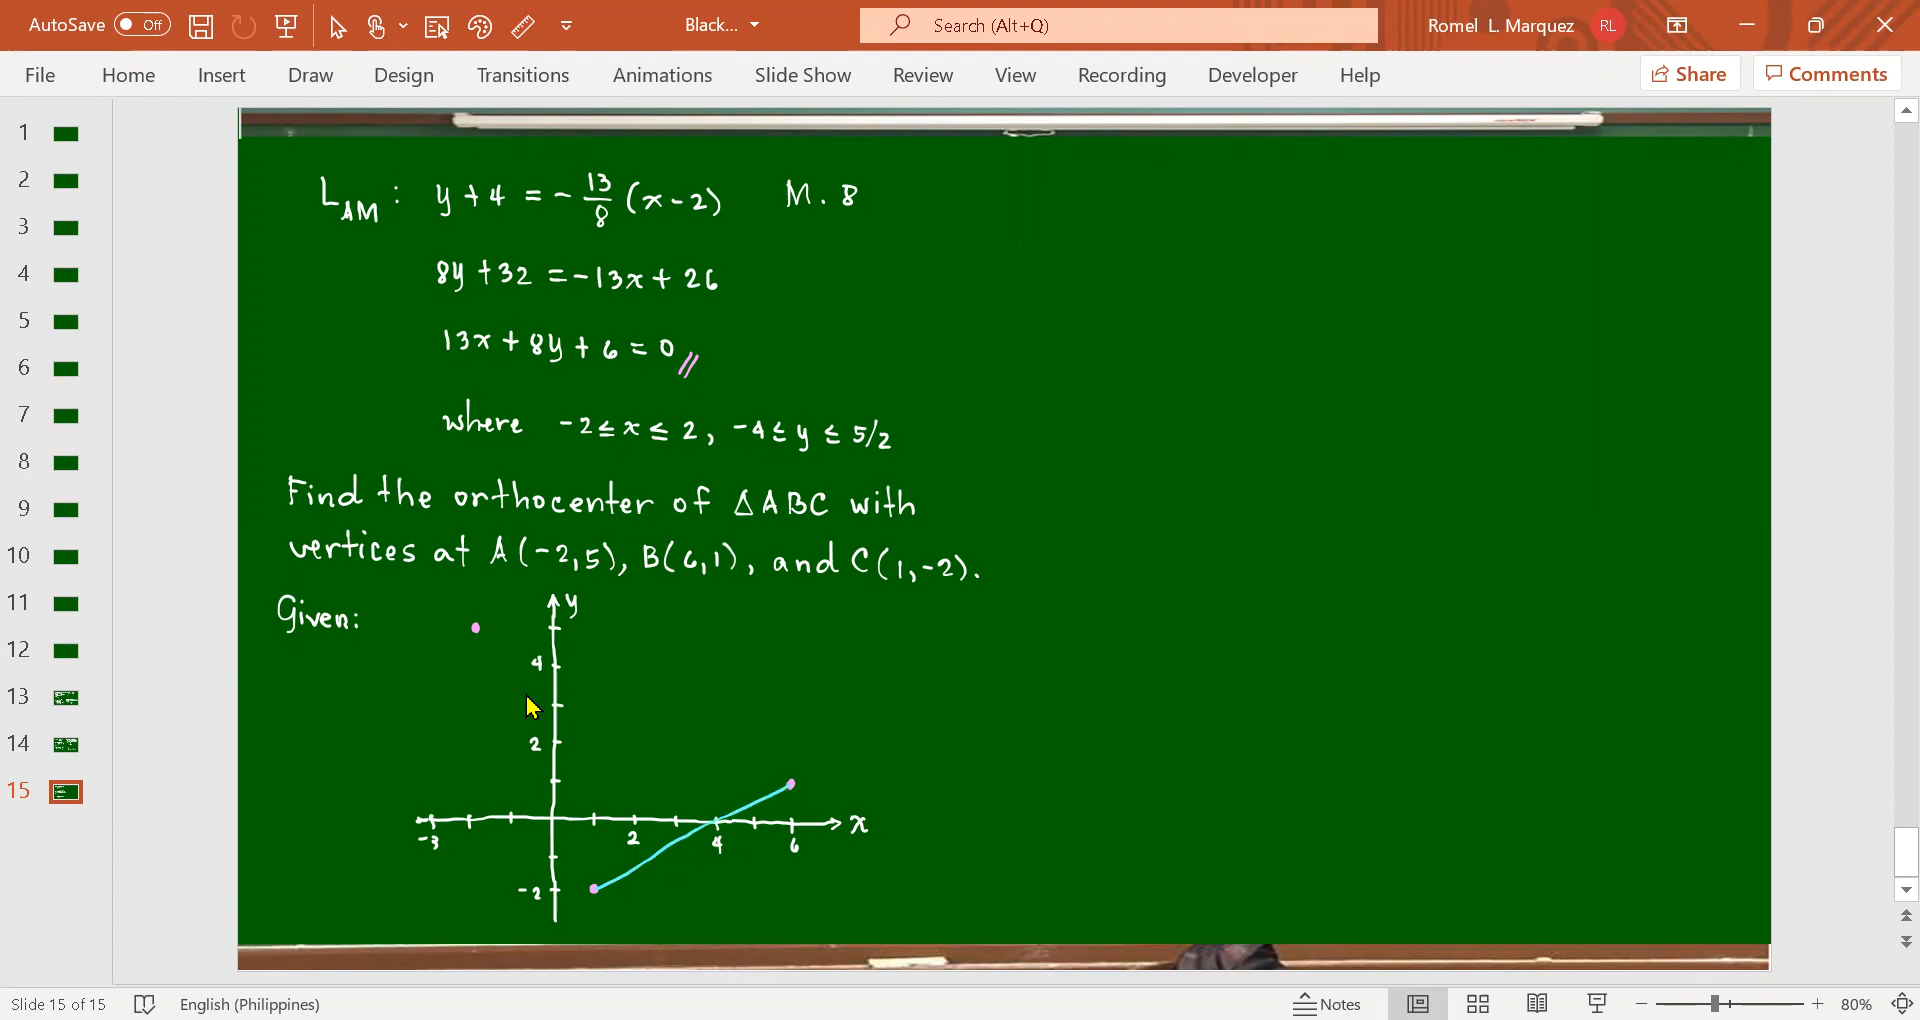 AutoSave Off Black... Search (Alt+Q) Romel L. Marquez RL
File Home Insert Draw Design Transitions Animations Slide Show Review View Recording Developer Help Share Comments
1
2
3
4
5
6
7
8
9
10
11
12
13
14
15
L_AM : y + 4 = - 13/8 (x - 2) M. 8
8y + 32 = -13x + 26
13x + 8y + 6 = 0 //
where -2 ≤ x ≤ 2, -4 ≤ y ≤ 5/2
Find the orthocenter of △ABC with
vertices at A(-2,5), B(6,1), and C(1,-2).
Given:
y
4
2
-3 2 4 6 x
-2
Slide 15 of 15 English (Philippines) Notes 80%